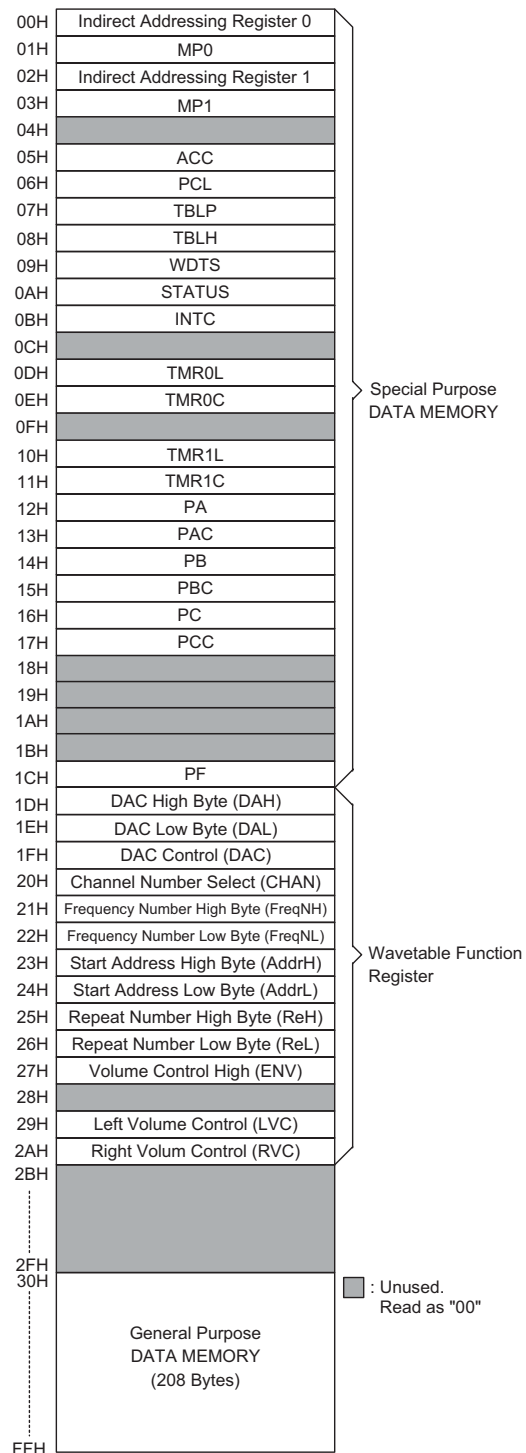 00H Indirect Addressing Register 0
01H MP0
02H Indirect Addressing Register 1
03H MP1
04H
05H ACC
06H PCL
07H TBLP
08H TBLH
09H WDTS
0AH STATUS
0BH INTC
0CH
0DH TMR0L
0EH TMR0C
0FH
10H TMR1L
11H TMR1C
12H PA
13H PAC
14H PB
15H PBC
16H PC
17H PCC
18H
19H
1AH
1BH
1CH PF
Special Purpose
DATA MEMORY
1DH DAC High Byte (DAH)
1EH DAC Low Byte (DAL)
1FH DAC Control (DAC)
20H Channel Number Select (CHAN)
21H Frequency Number High Byte (FreqNH)
22H Frequency Number Low Byte (FreqNL)
23H Start Address High Byte (AddrH)
24H Start Address Low Byte (AddrL)
25H Repeat Number High Byte (ReH)
26H Repeat Number Low Byte (ReL)
27H Volume Control High (ENV)
28H
29H Left Volume Control (LVC)
2AH Right Volum Control (RVC)
Wavetable Function
Register
2BH
2FH
30H
: Unused.
Read as "00"
General Purpose
DATA MEMORY
(208 Bytes)
FFH